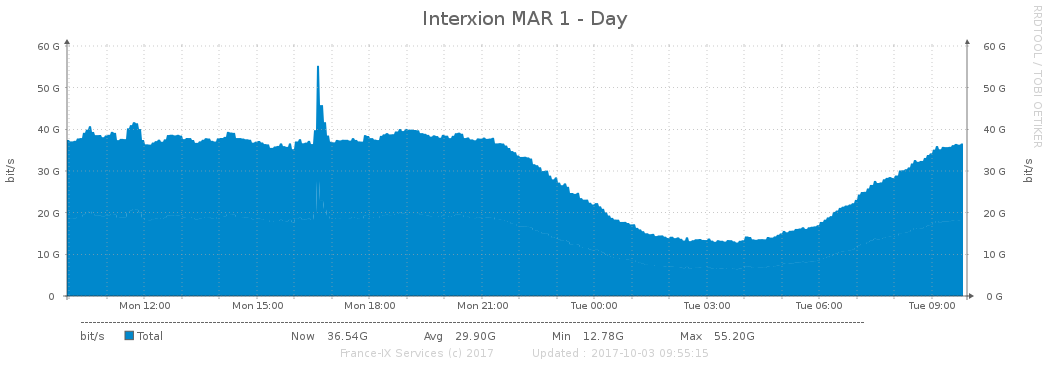 Interxion MAR 1 - Day
RRDTOOL / TOBI OETIKER
bit/s
60 G 60 G
50 G 50 G
40 G 40 G
30 G 30 G
20 G 20 G
10 G 10 G
0 0 G
bit/s
Mon 12:00 Mon 15:00 Mon 18:00 Mon 21:00 Tue 00:00 Tue 03:00 Tue 06:00 Tue 09:00
bit/s Total Now 36.54G Avg 29.90G Min 12.78G Max 55.20G
France-IX Services (c) 2017 Updated : 2017-10-03 09:55:15